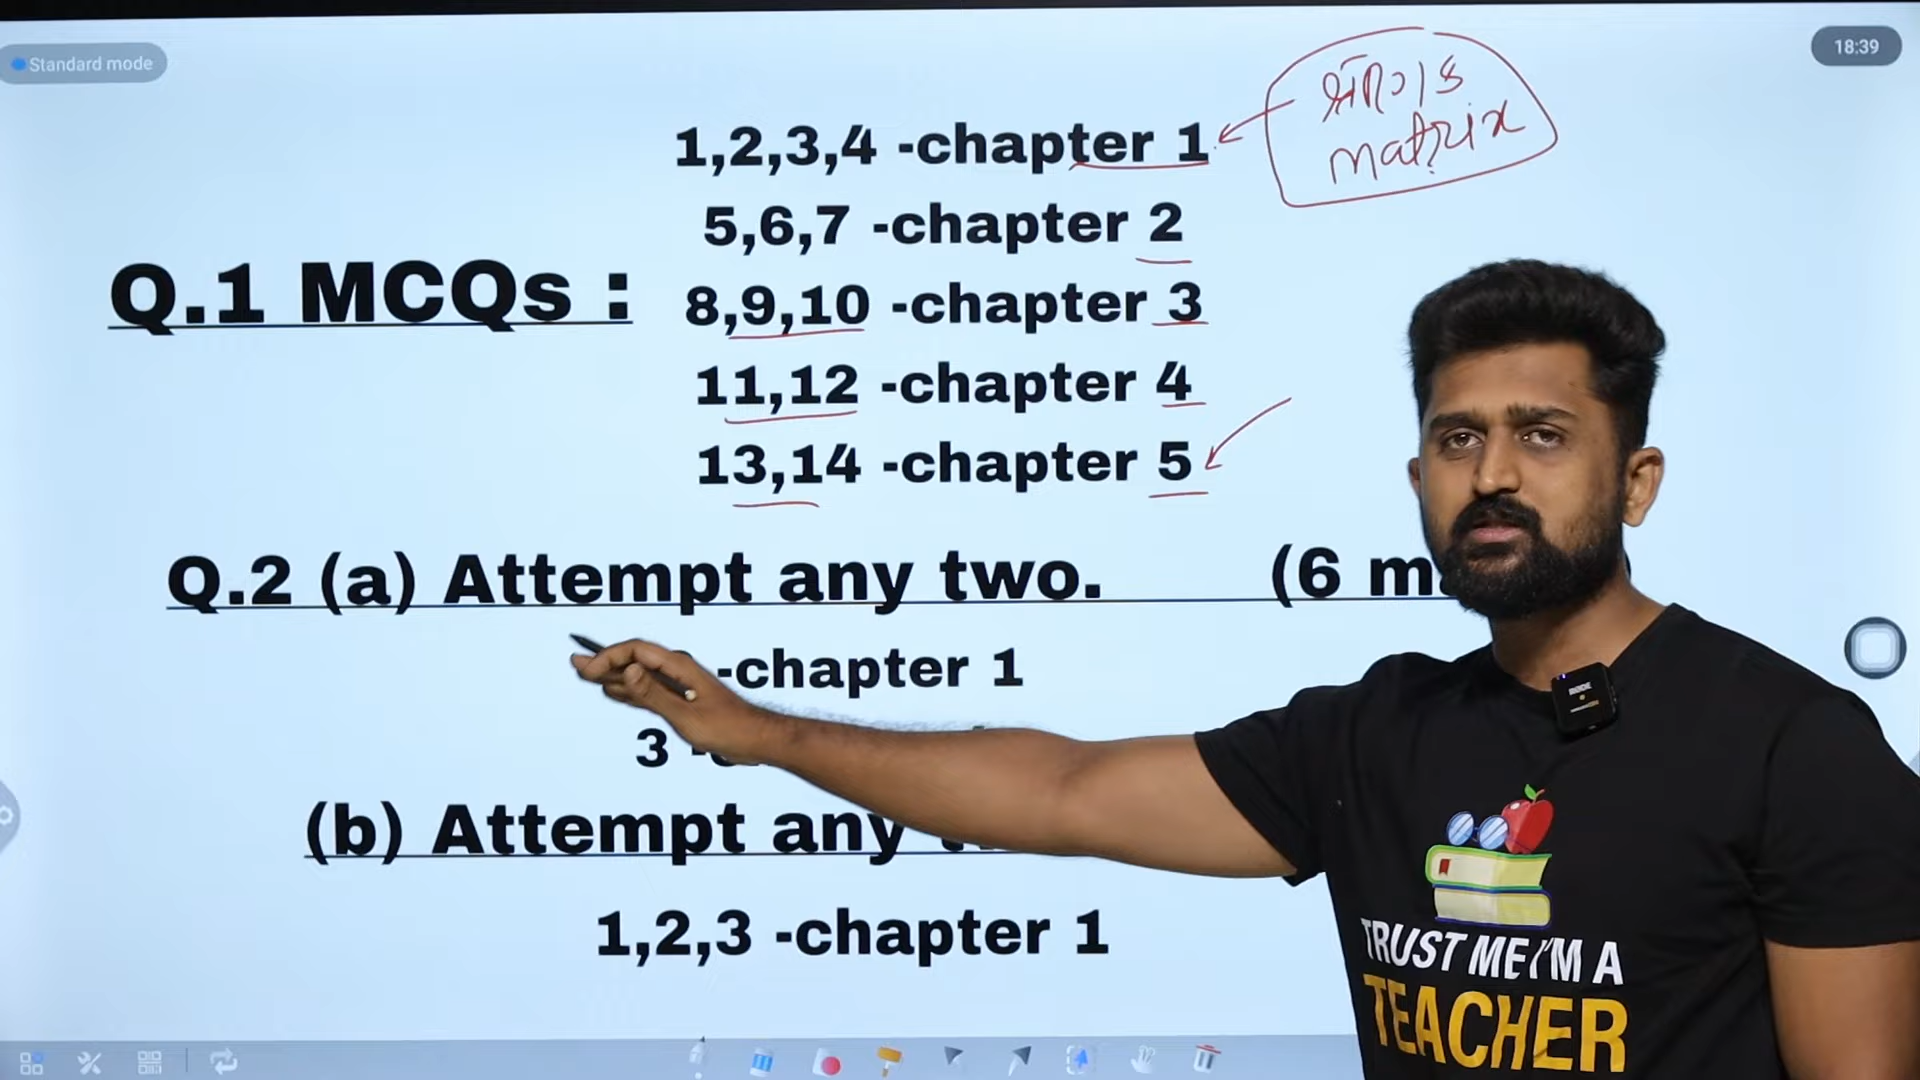 Standard mode
18:39
શ્રેણિક
matrix
1,2,3,4 -chapter 1
5,6,7 -chapter 2
Q.1 MCQs :
8,9,10 -chapter 3
11,12 -chapter 4
13,14 -chapter 5
Q.2 (a) Attempt any two. (6 m
-chapter 1
3 -
(b) Attempt any
1,2,3 -chapter 1
RODE
TRUST ME I'M A
TEACHER